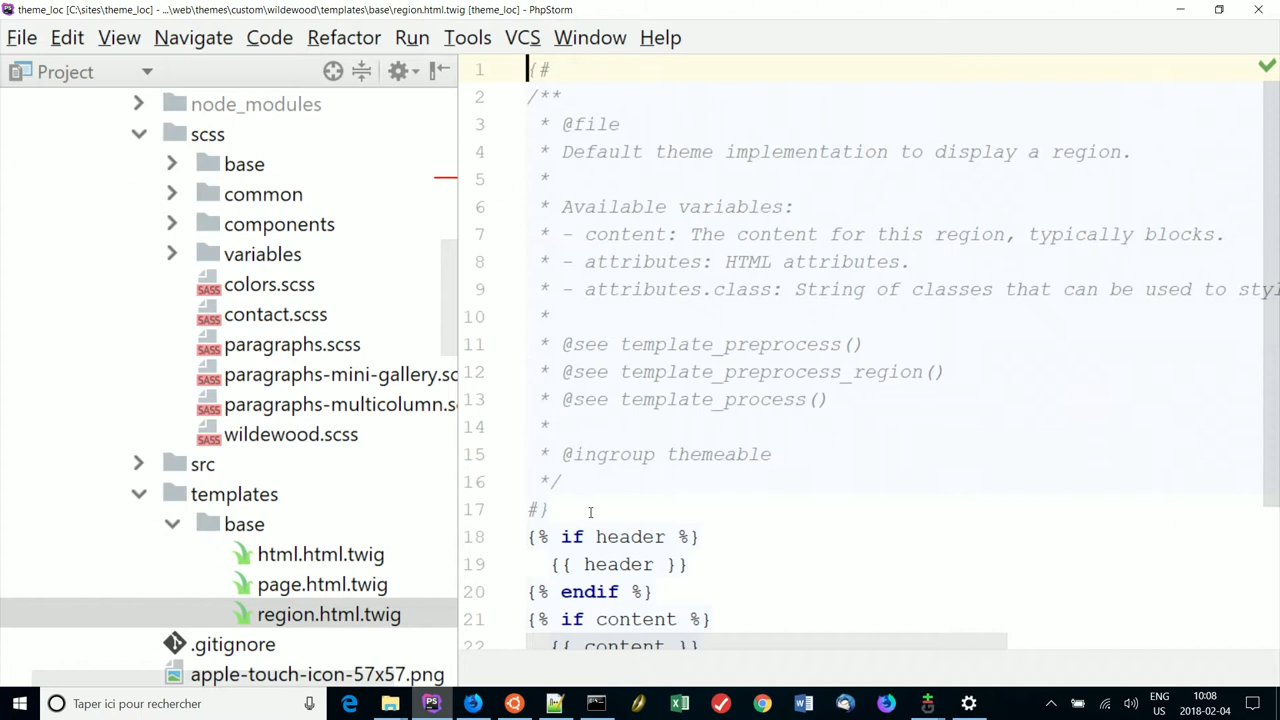 theme_loc [C:\sites\theme_loc] - ...\web\themes\custom\wildewood\templates\base\region.html.twig [theme_loc] - PhpStorm
File Edit View Navigate Code Refactor Run Tools VCS Window Help
Project
node_modules
scss
base
common
components
variables
colors.scss
contact.scss
paragraphs.scss
paragraphs-mini-gallery.sc
paragraphs-multicolumn.s
wildewood.scss
src
templates
base
html.html.twig
page.html.twig
region.html.twig
.gitignore
apple-touch-icon-57x57.png
1 {#
2 /**
3 * @file
4 * Default theme implementation to display a region.
5 *
6 * Available variables:
7 * - content: The content for this region, typically blocks.
8 * - attributes: HTML attributes.
9 * - attributes.class: String of classes that can be used to styl
10 *
11 * @see template_preprocess()
12 * @see template_preprocess_region()
13 * @see template_process()
14 *
15 * @ingroup themeable
16 */
17 #}
18 {% if header %}
19 {{ header }}
20 {% endif %}
21 {% if content %}
22 {{ content }}
Taper ici pour rechercher
ENG 10:08
US 2018-02-04